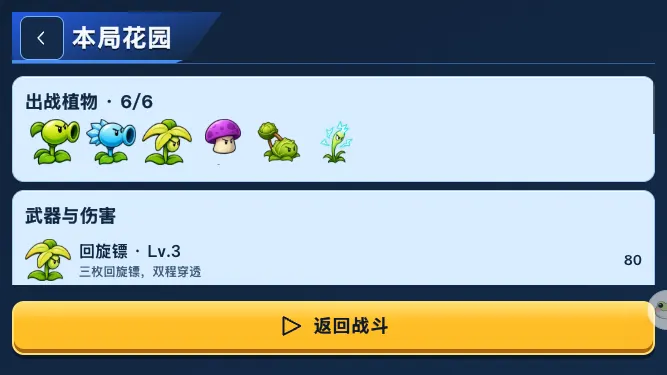 本局花园
出战植物 · 6/6
武器与伤害
回旋镖 · Lv.3
三枚回旋镖，双程穿透
80
返回战斗